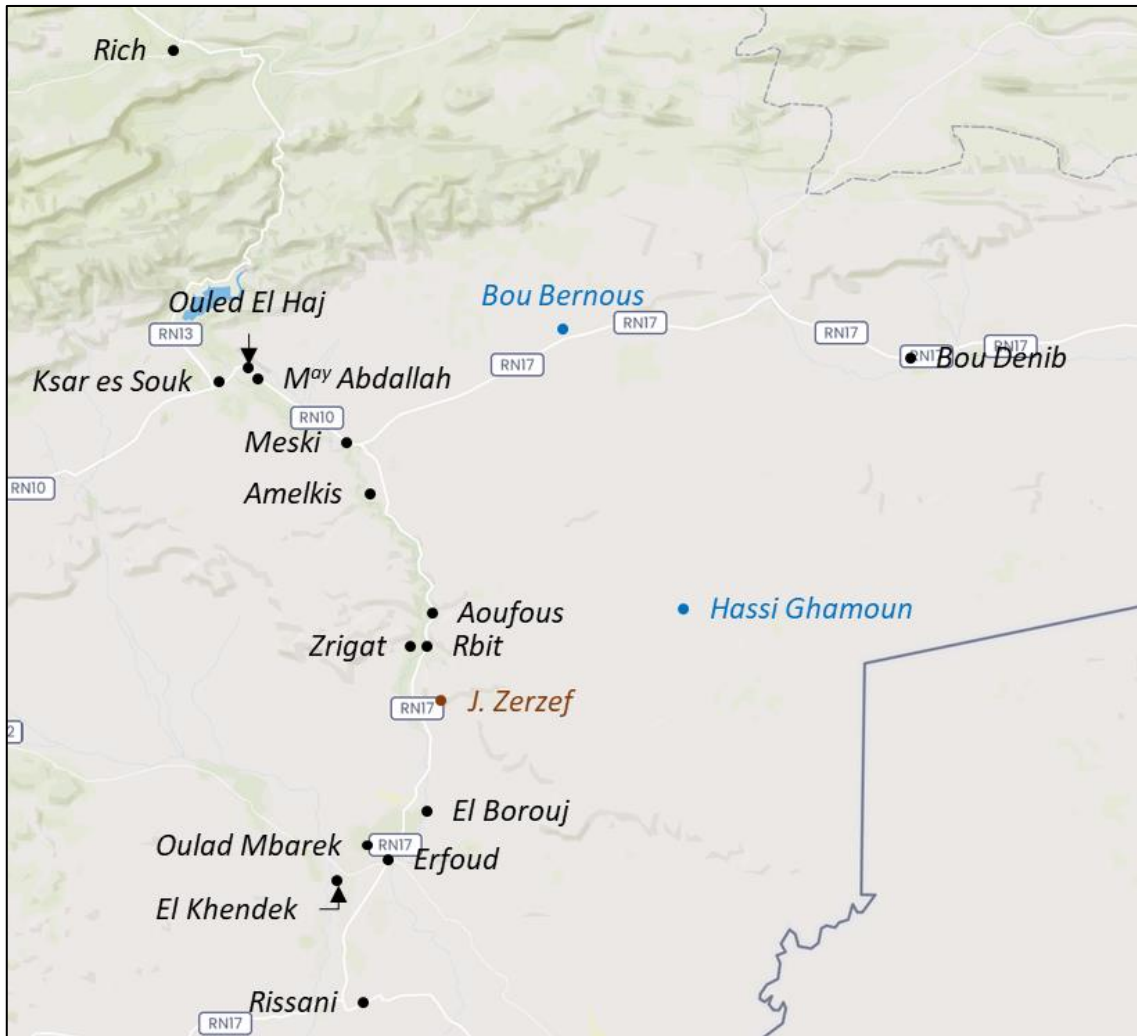 Rich
Ouled El Haj
Bou Bernous
RN13
RN17
RN17
RN17
RN17
Bou Denib
Ksar es Souk
Mᵃʸ Abdallah
RN10
Meski
RN10
Amelkis
Aoufous
Hassi Ghamoun
Zrigat
Rbit
J. Zerzef
RN17
2
El Borouj
Oulad Mbarek
RN17
Erfoud
El Khendek
Rissani
RN17